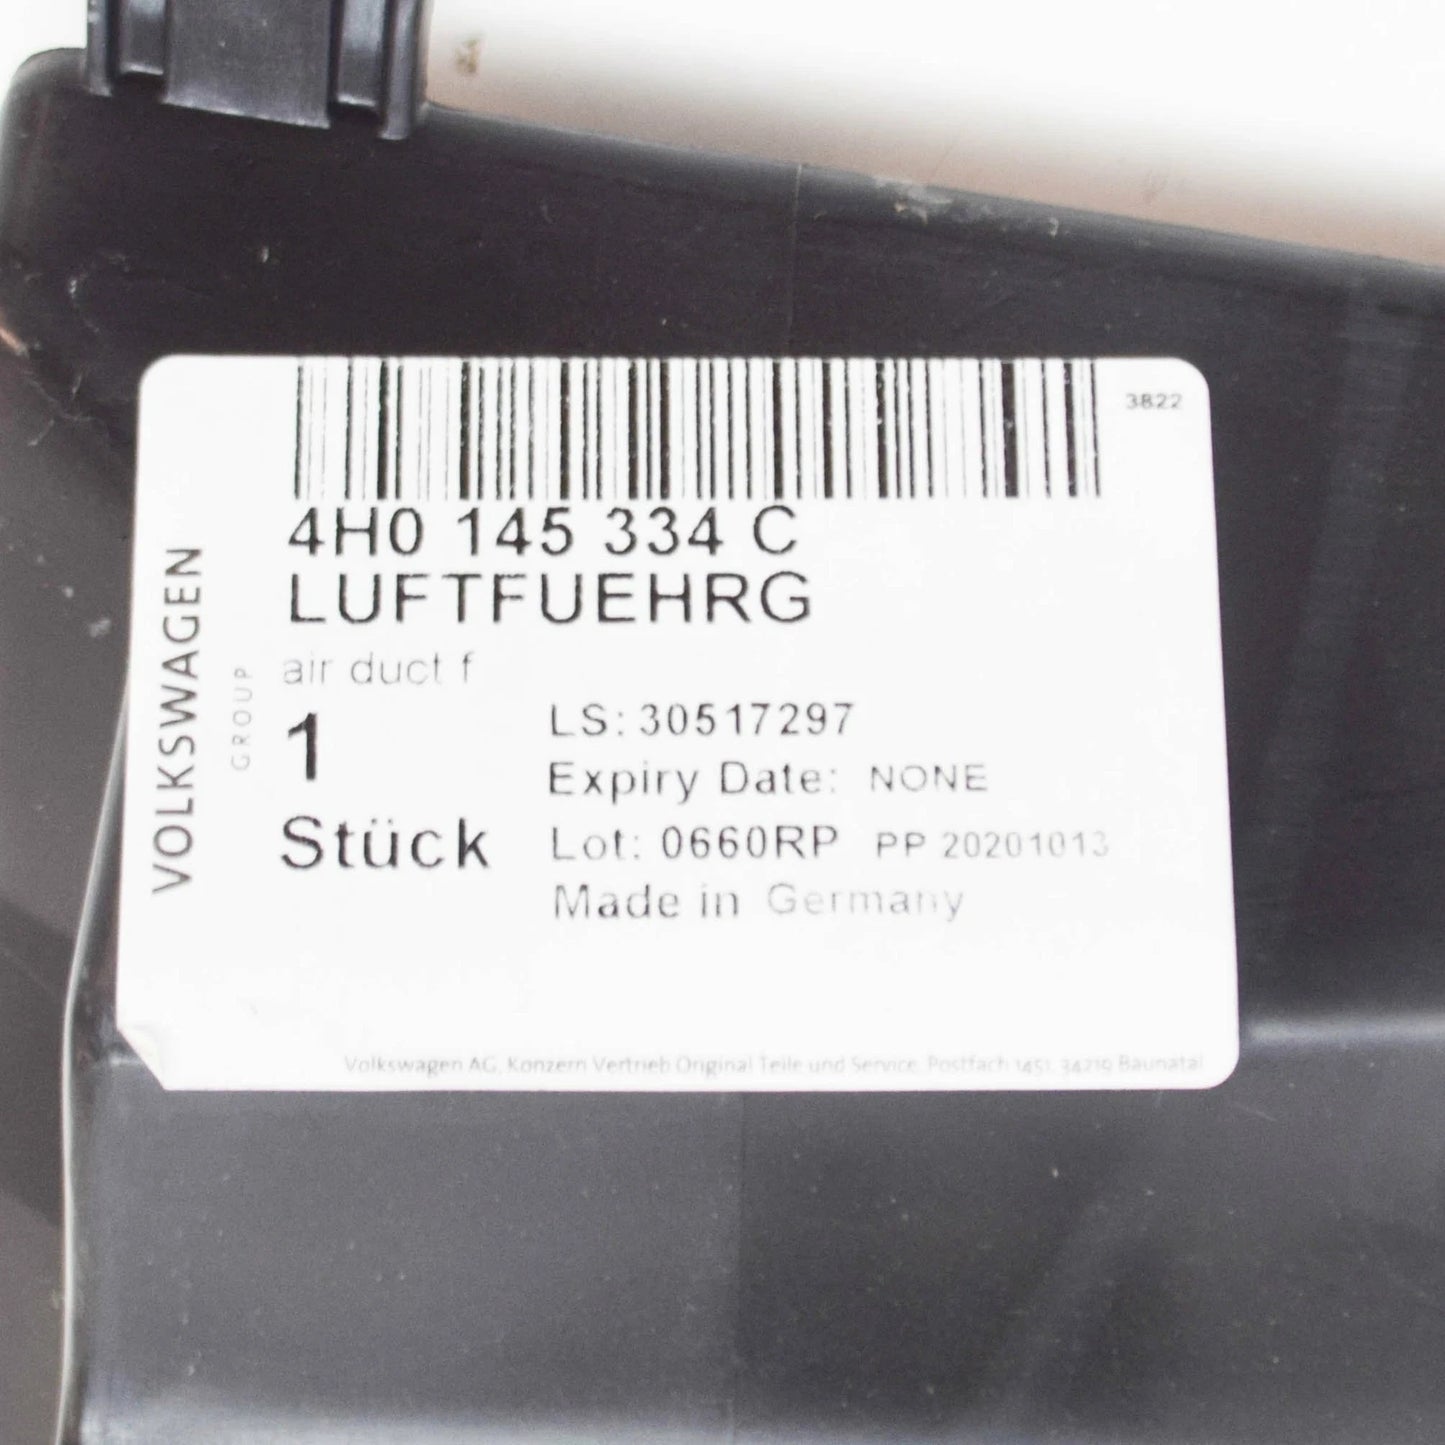 3822
4H0 145 334 C
LUFTFUEHRG
air duct f
1
Stück
LS: 30517297
Expiry Date: NONE
Lot: 0660RP PP 20201013
Made in Germany
VOLKSWAGEN
GROUP
Volkswagen AG, Konzern Vertrieb Original Teile und Service, Postfach 1451, 34219 Baunatal